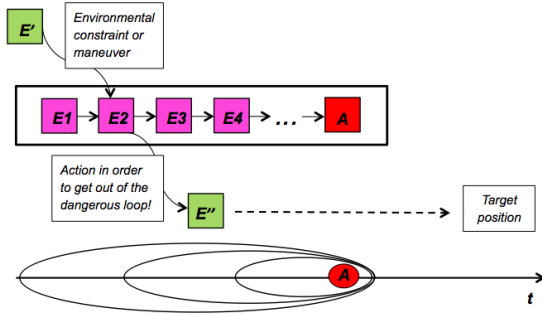 E'
Environmental
constraint or
maneuver
E1
E2
E3
E4
...
A
Action in order
to get out of the
dangerous loop!
E''
Target
position
A
t